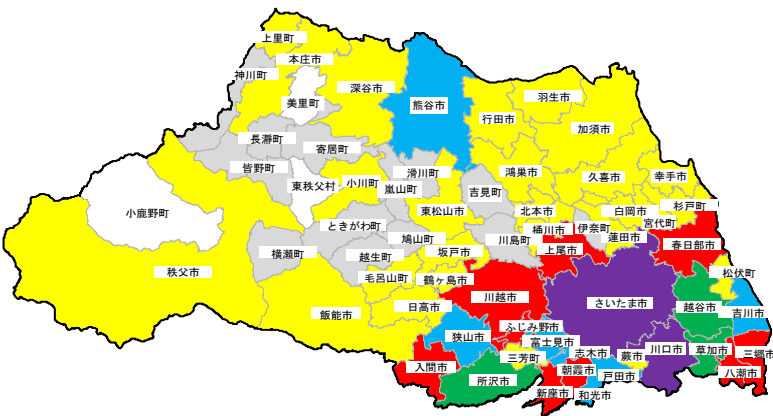 上里町
本庄市
神川町
深谷市
美里町
熊谷市
羽生市
行田市
加須市
長瀞町
寄居町
皆野町
東秩父村
小川町
滑川町
嵐山町
吉見町
鴻巣市
久喜市
幸手市
小鹿野町
東松山市
北本市
白岡市
杉戸町
宮代町
ときがわ町
鳩山町
川島町
桶川市
伊奈町
蓮田市
春日部市
横瀬町
越生町
坂戸市
上尾市
秩父市
毛呂山町
鶴ヶ島市
松伏町
飯能市
日高市
川越市
さいたま市
越谷市
吉川市
狭山市
ふじみ野市
富士見市
三芳町
志木市
蕨市
川口市
草加市
三郷市
入間市
所沢市
朝霞市
戸田市
八潮市
新座市
和光市